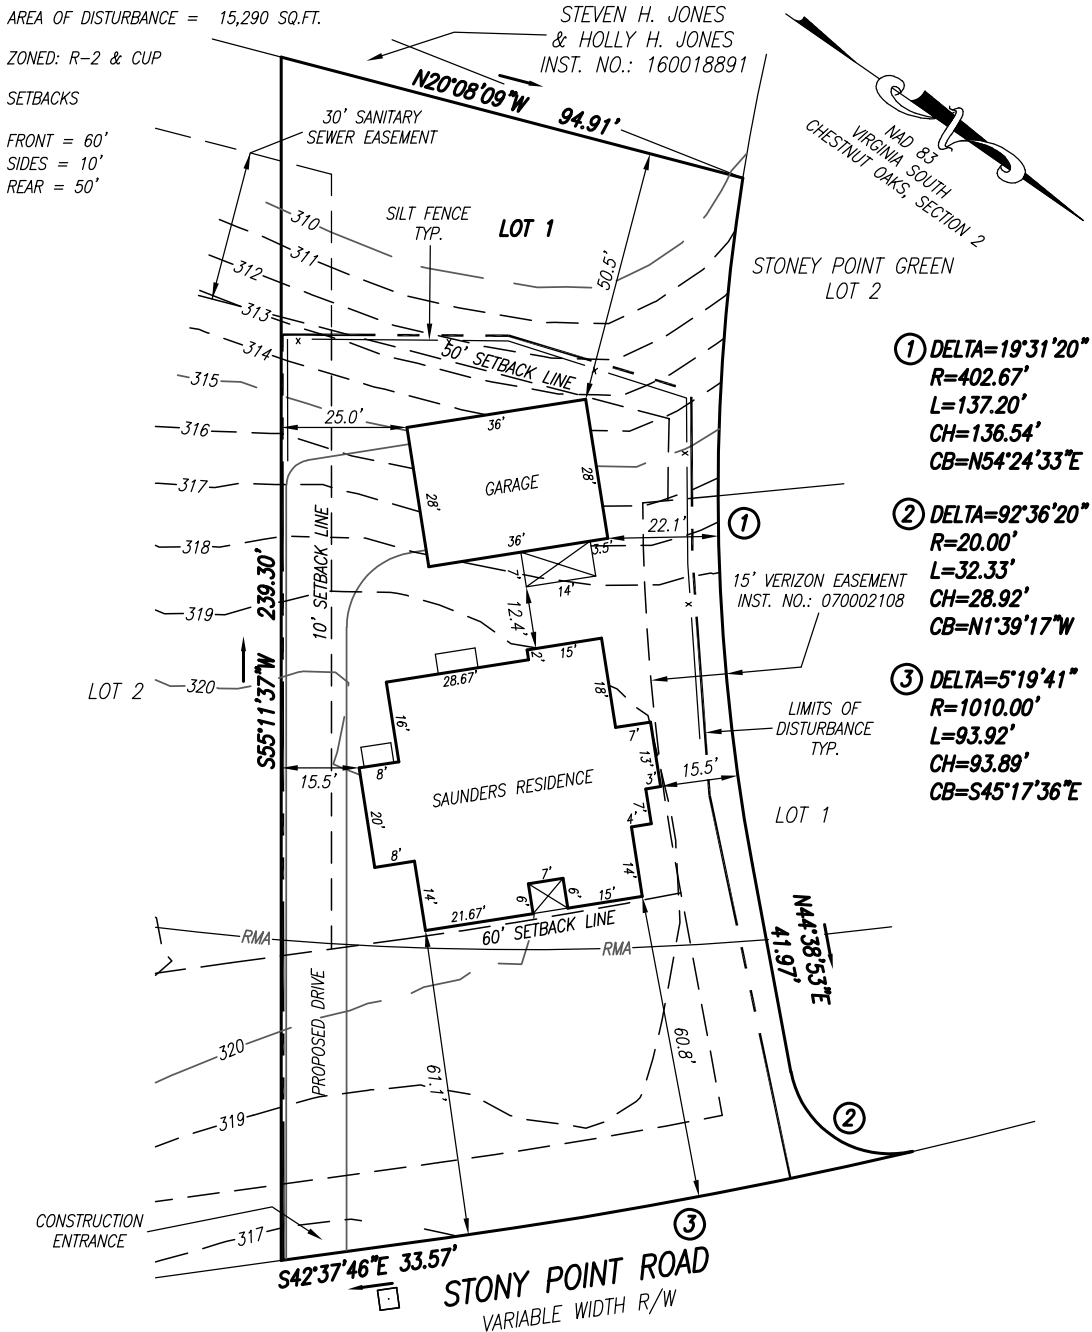 AREA OF DISTURBANCE = 15,290 SQ.FT.
ZONED: R-2 & CUP
SETBACKS
FRONT = 60'
SIDES = 10'
REAR = 50'
STEVEN H. JONES
& HOLLY H. JONES
INST. NO.: 160018891
N20°08'09"W
94.91'
30' SANITARY
SEWER EASEMENT
NAD 83
VIRGINIA SOUTH
CHESTNUT OAKS, SECTION 2
SILT FENCE
TYP.
LOT 1
310
311
312
313
314
315
316
317
318
319
320
50.5'
STONEY POINT GREEN
LOT 2
50' SETBACK LINE
x
x
x
x
25.0'
36'
GARAGE
28'
28'
36'
3.5'
22.1'
7'
14'
12.4'
1 DELTA=19°31'20"
R=402.67'
L=137.20'
CH=136.54'
CB=N54°24'33"E
2 DELTA=92°36'20"
R=20.00'
L=32.33'
CH=28.92'
CB=N1°39'17"W
3 DELTA=5°19'41"
R=1010.00'
L=93.92'
CH=93.89'
CB=S45°17'36"E
1
15' VERIZON EASEMENT
INST. NO.: 070002108
10' SETBACK LINE
S55°11'37"W 239.30'
LOT 2
28.67'
2'
15'
18'
16'
7'
13'
3'
8'
15.5'
15.5'
SAUNDERS RESIDENCE
20'
7'
4'
8'
14'
14'
7'
6'
6'
21.67'
15'
60' SETBACK LINE
LIMITS OF
DISTURBANCE
TYP.
LOT 1
N44°38'53"E
41.97'
RMA
RMA
PROPOSED DRIVE
320
319
317
61.1'
60.8'
2
CONSTRUCTION
ENTRANCE
3
S42°37'46"E 33.57'
STONY POINT ROAD
VARIABLE WIDTH R/W